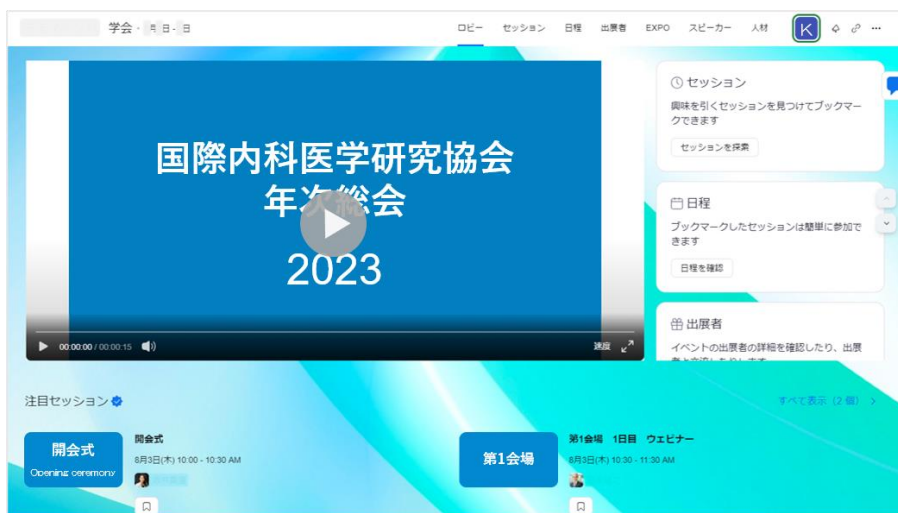 学会・ 月 日- 日
ロビー セッション 日程 出展者 EXPO スピーカー 人材 K
国際内科医学研究協会
年次総会
2023
00:00:00 / 00:00:15
速度
セッション
興味を引くセッションを見つけてブックマー
クできます
セッションを探索
日程
ブックマークしたセッションは簡単に参加で
きます
日程を確認
出展者
イベントの出展者の詳細を確認したり、出展
注目セッション
すべて表示（2 個）
開会式
Opening ceremony
開会式
8月3日(木) 10:00 - 10:30 AM
第1会場
第1会場 1日目 ウェビナー
8月3日(木) 10:30 - 11:30 AM